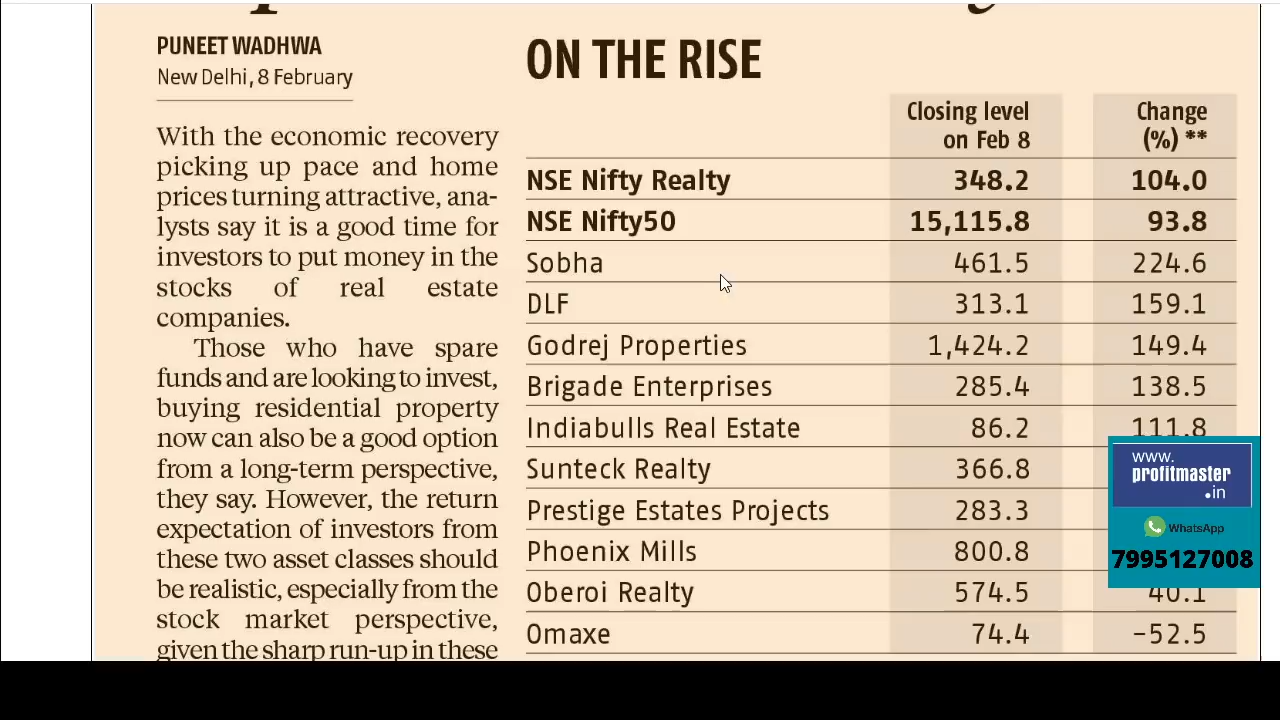 PUNEET WADHWA
New Delhi, 8 February
With the economic recovery
picking up pace and home
prices turning attractive, ana-
lysts say it is a good time for
investors to put money in the
stocks of real estate
companies.
Those who have spare
funds and are looking to invest,
buying residential property
now can also be a good option
from a long-term perspective,
they say. However, the return
expectation of investors from
these two asset classes should
be realistic, especially from the
stock market perspective,
given the sharp run-up in these
ON THE RISE
Closing level on Feb 8 Change (%) **
NSE Nifty Realty 348.2 104.0
NSE Nifty50 15,115.8 93.8
Sobha 461.5 224.6
DLF 313.1 159.1
Godrej Properties 1,424.2 149.4
Brigade Enterprises 285.4 138.5
Indiabulls Real Estate 86.2 111.8
Sunteck Realty 366.8
Prestige Estates Projects 283.3
Phoenix Mills 800.8
Oberoi Realty 574.5 40.1
Omaxe 74.4 -52.5
www.
profitmaster
.in
WhatsApp
7995127008